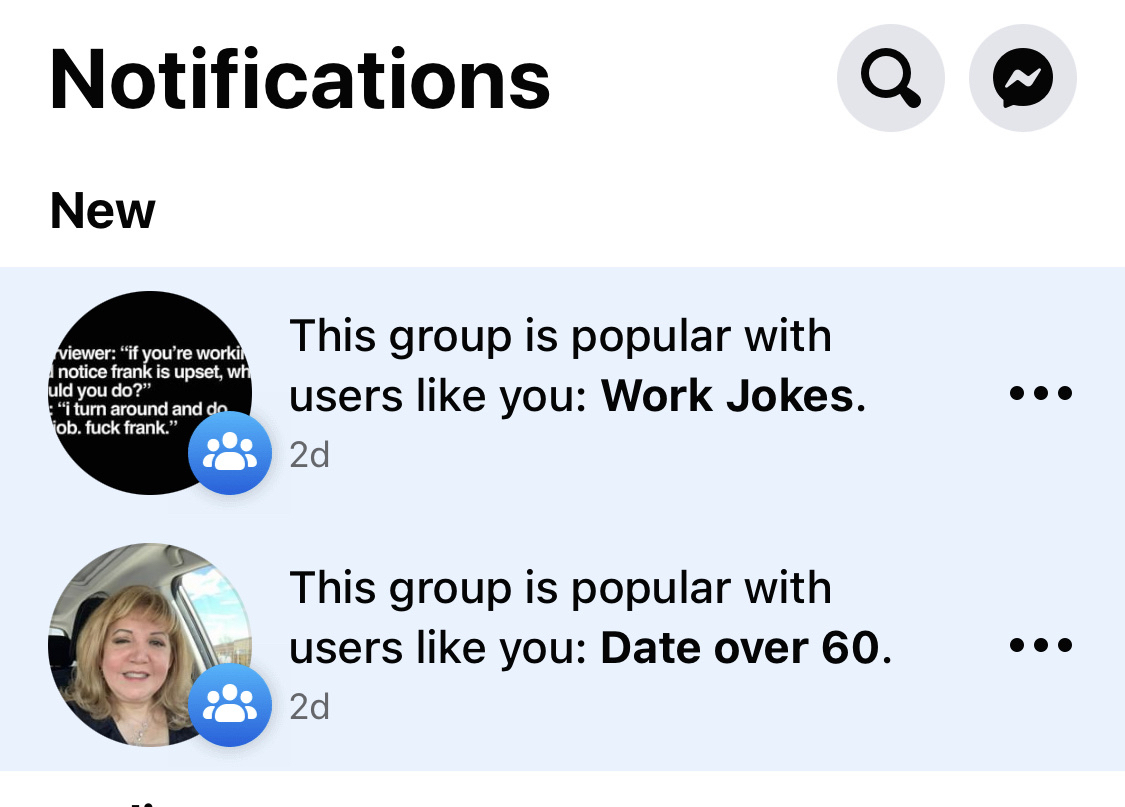 Notifications
New
viewer: “if you're worki
notice frank is upset, wh
uld you do?”
: “i turn around and do
job. fuck frank.”
This group is popular with
users like you: Work Jokes.
2d
This group is popular with
users like you: Date over 60.
2d